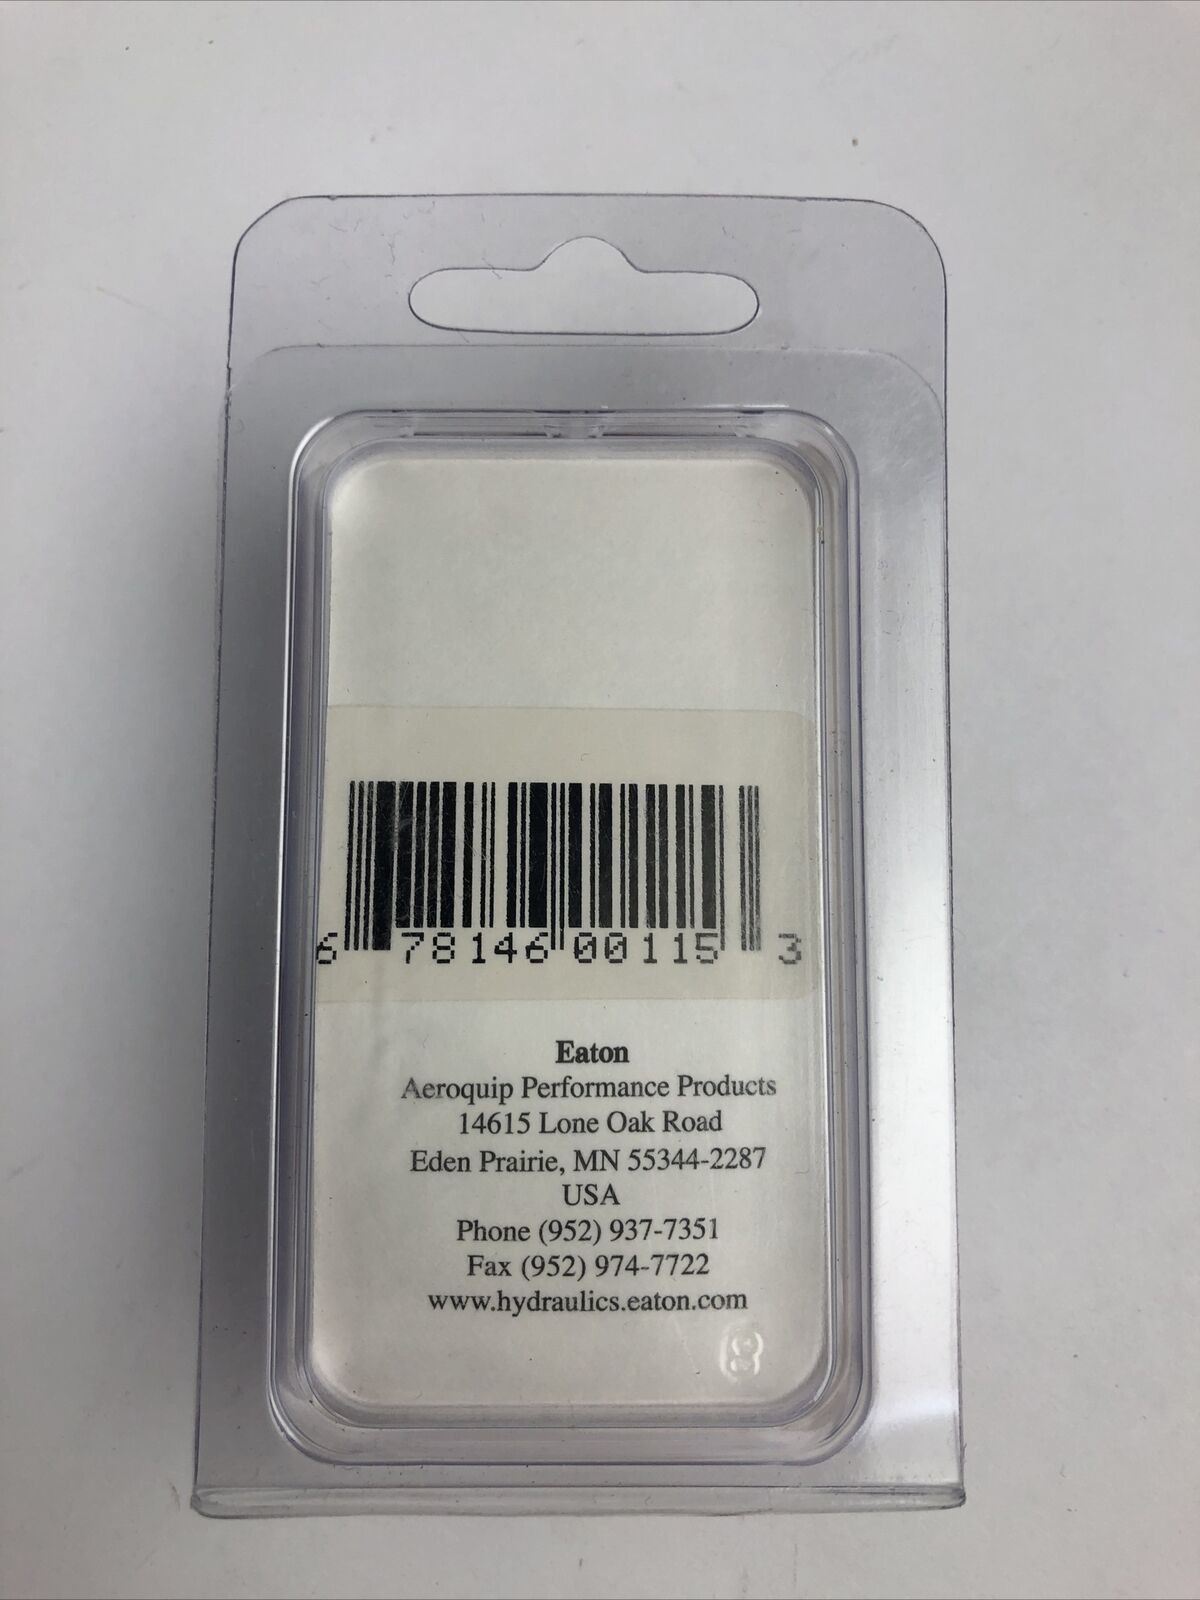 6 78146 00115 3
Eaton
Aeroquip Performance Products
14615 Lone Oak Road
Eden Prairie, MN 55344-2287
USA
Phone (952) 937-7351
Fax (952) 974-7722
www.hydraulics.eaton.com